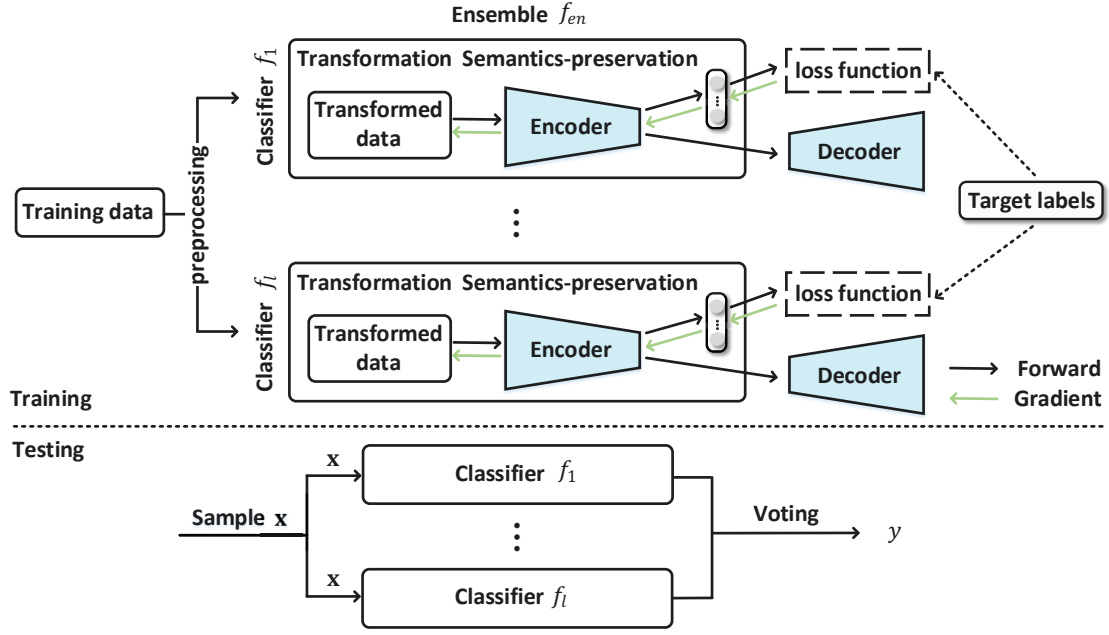 Ensemble f_en
Classifier f_1
Transformation Semantics-preservation
Transformed
data
Encoder
loss function
Decoder
Training data
preprocessing
Target labels
Classifier f_l
Transformation Semantics-preservation
Transformed
data
Encoder
loss function
Decoder
Forward
Gradient
Training
Testing
Sample x
x
Classifier f_1
Voting
y
x
Classifier f_l